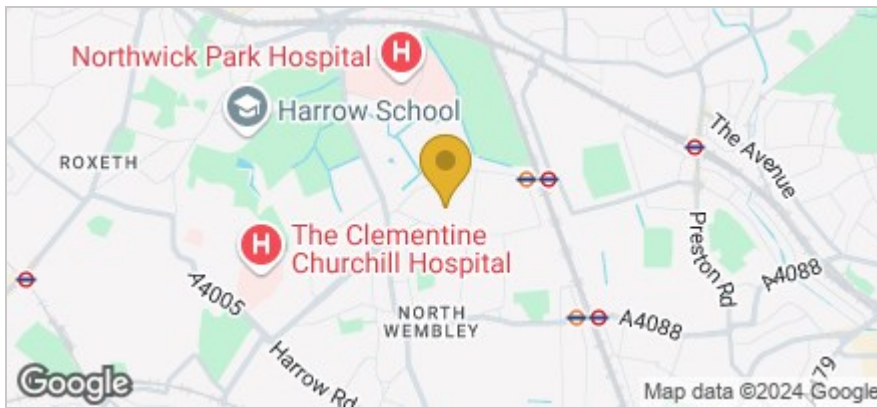 Northwick Park Hospital
H
Harrow School
ROXETH
The Avenue
H
The Clementine
Churchill Hospital
Preston Rd
A4088
A4005
NORTH
WEMBLEY
A4088
Harrow Rd
79
Google
Map data ©2024 Google